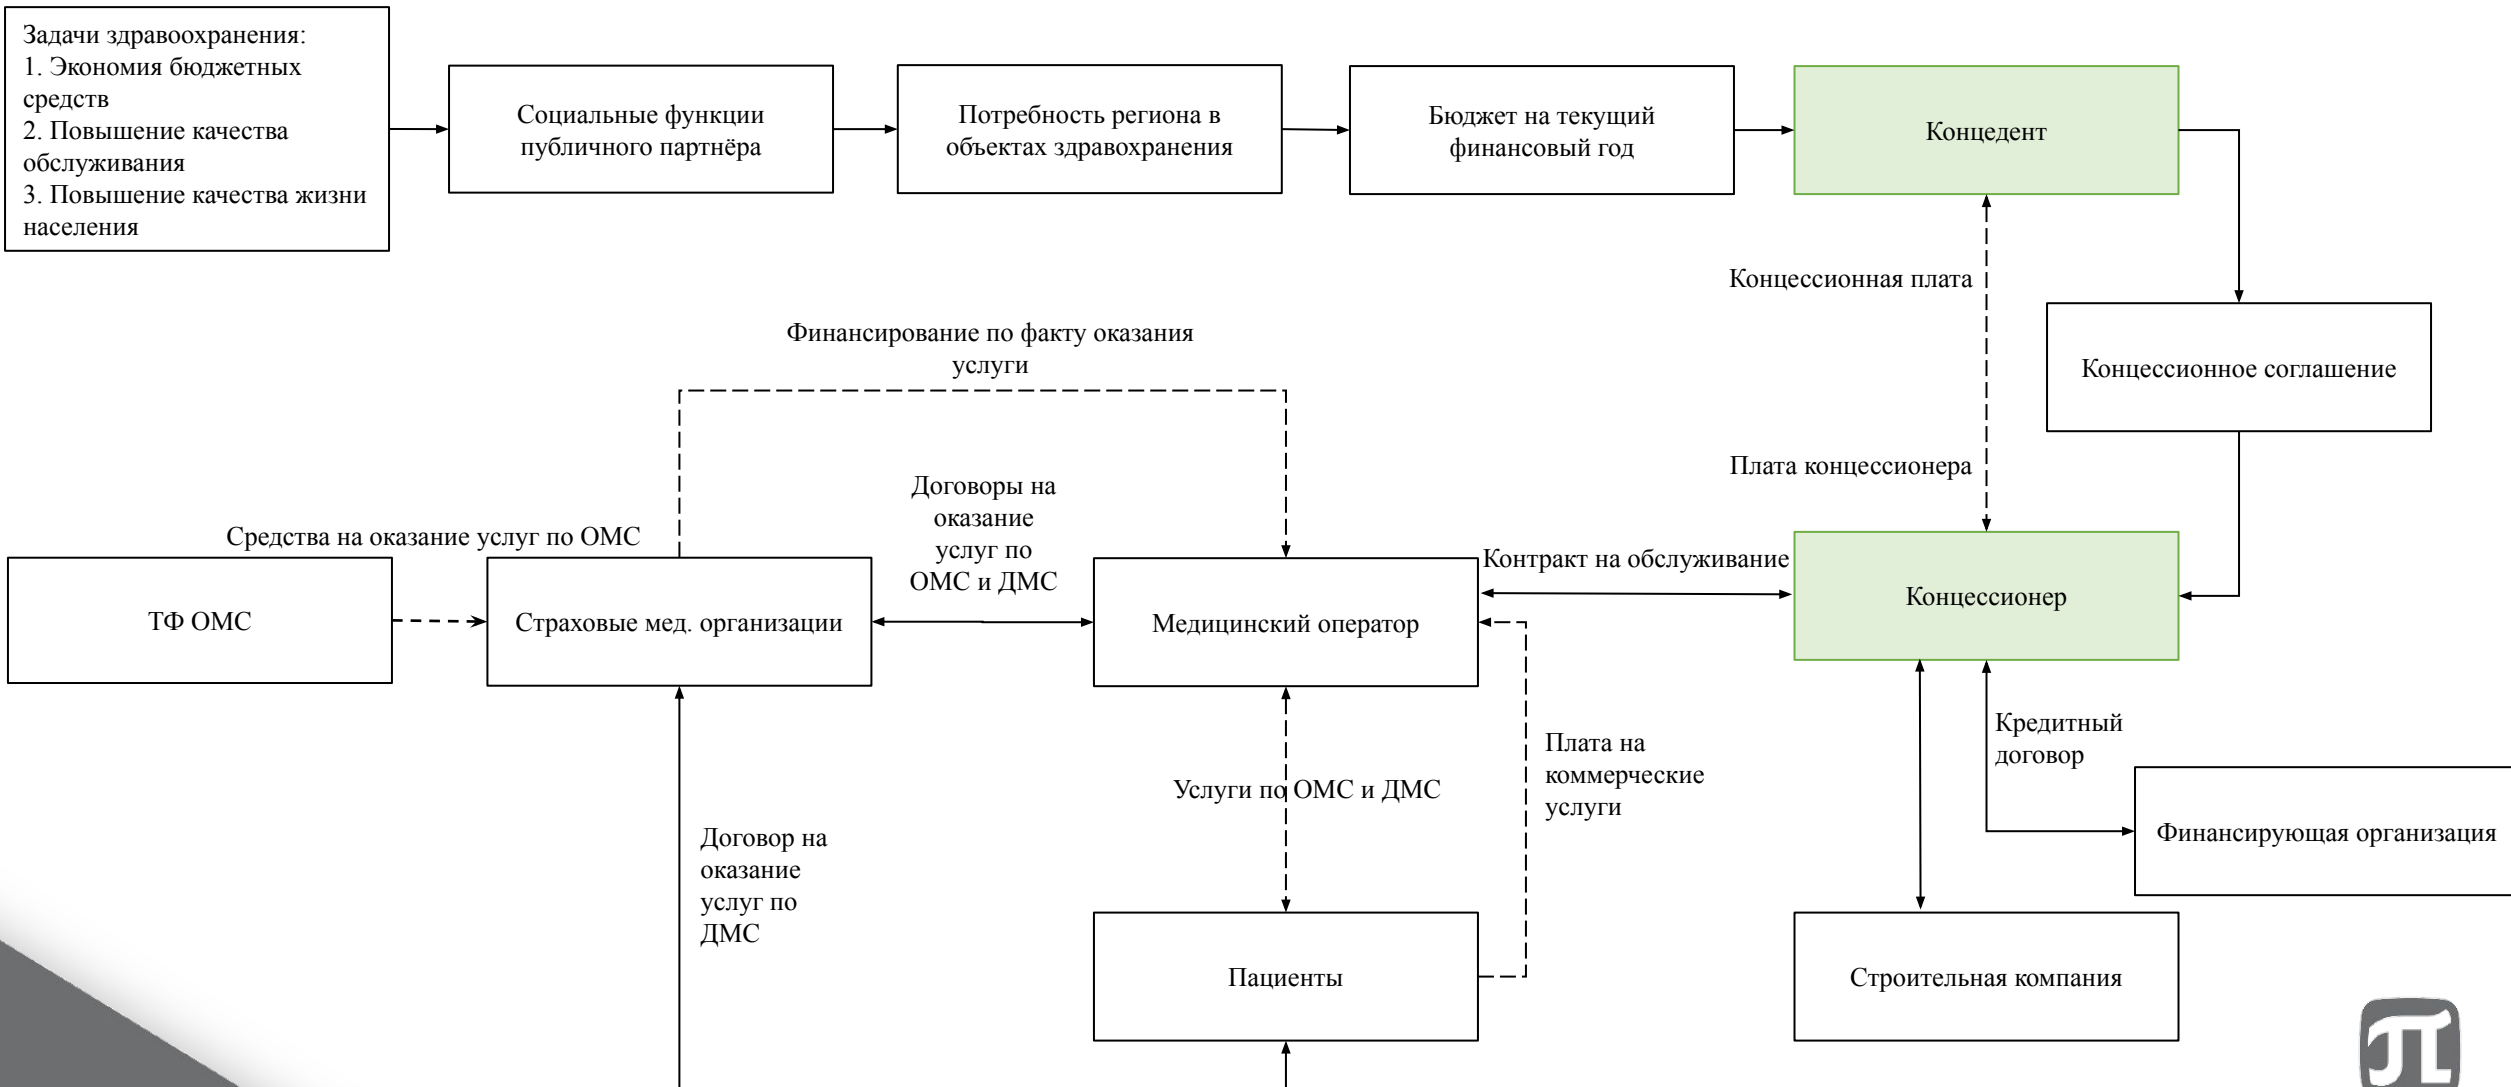 Задачи здравоохранения:
1. Экономия бюджетных
средств
2. Повышение качества
обслуживания
3. Повышение качества жизни
населения
Социальные функции
публичного партнёра
Потребность региона в
объектах здравохранения
Бюджет на текущий
финансовый год
Концедент
Концессионная плата
Концессионное соглашение
Плата концессионера
Финансирование по факту оказания
услуги
Средства на оказание услуг по ОМС
Договоры на
оказание
услуг по
ОМС и ДМС
Контракт на обслуживание
ТФ ОМС
Страховые мед. организации
Медицинский оператор
Концессионер
Договор на
оказание
услуг по
ДМС
Услуги по ОМС и ДМС
Плата на
коммерческие
услуги
Кредитный
договор
Финансирующая организация
Пациенты
Строительная компания